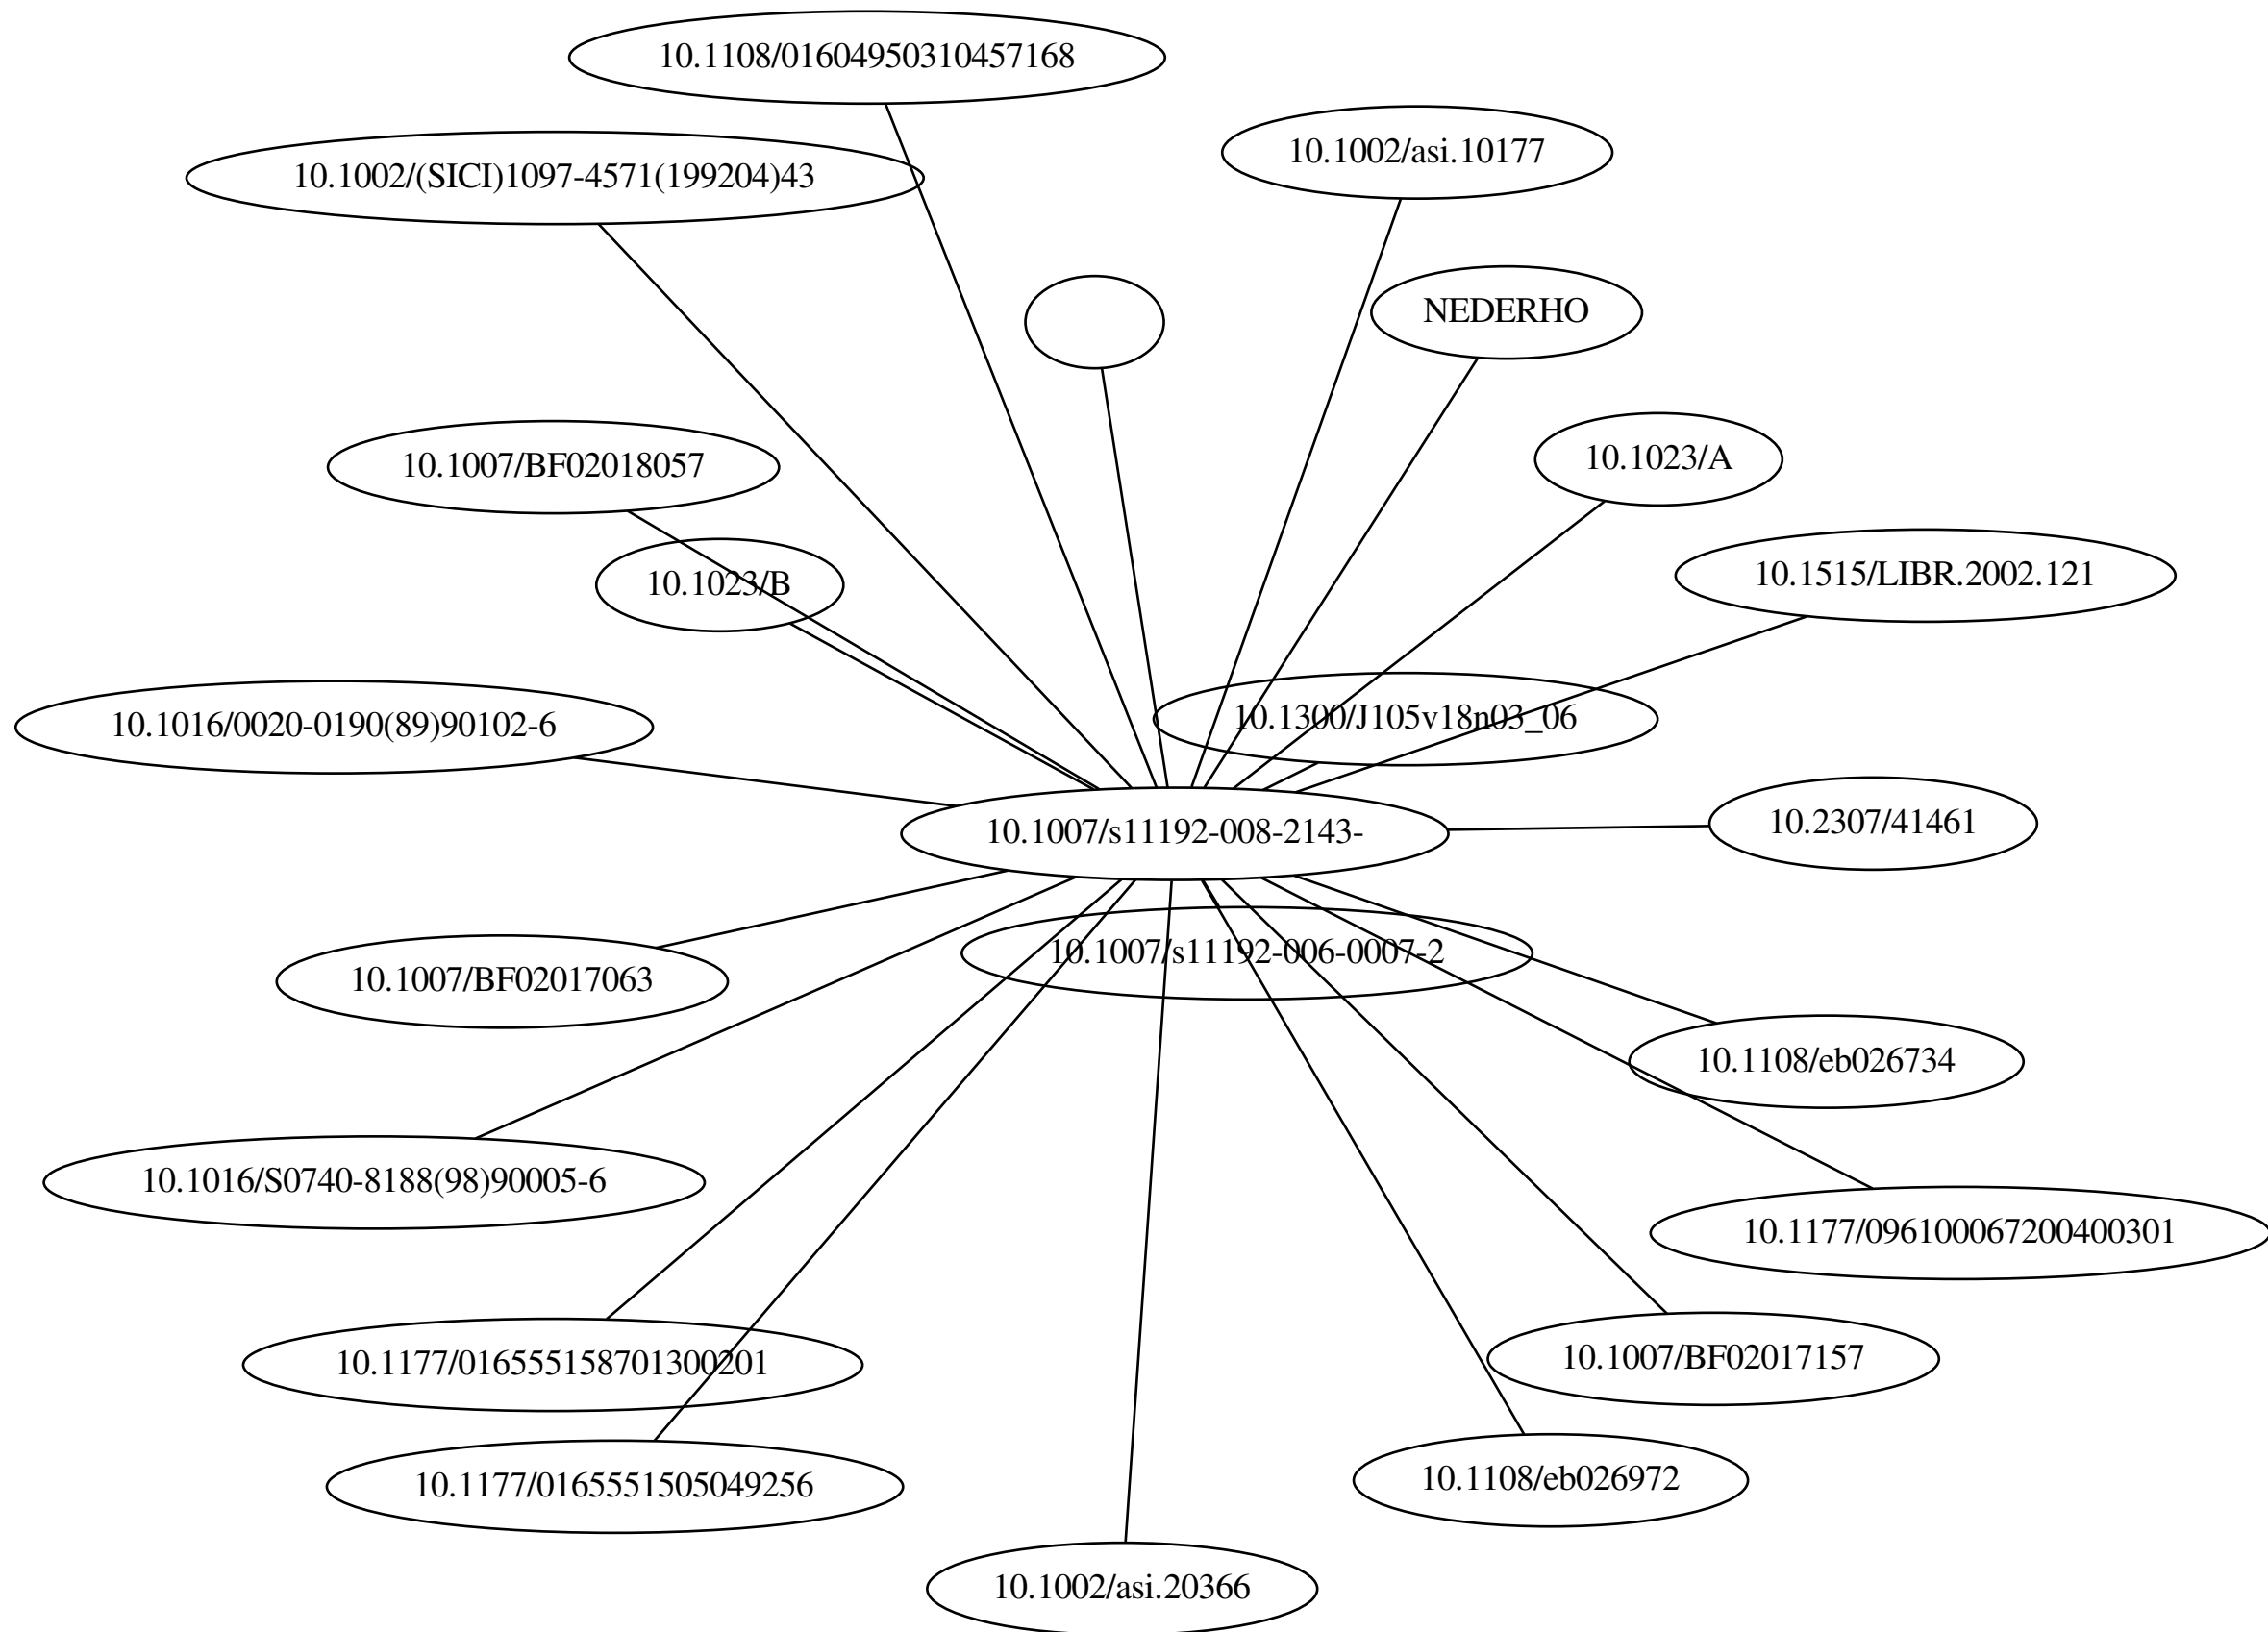 10.1108/01604950310457168
10.1002/asi.10177
10.1002/(SICI)1097-4571(199204)43
NEDERHO
10.1023/A
10.1007/BF02018057
10.1515/LIBR.2002.121
10.1023/B
10.1300/J105v18n03_06
10.1016/0020-0190(89)90102-6
10.2307/41461
10.1007/s11192-008-2143-
10.1007/s11192-006-0007-2
10.1007/BF02017063
10.1108/eb026734
10.1016/S0740-8188(98)90005-6
10.1177/096100067200400301
10.1007/BF02017157
10.1177/016555158701300201
10.1108/eb026972
10.1177/0165551505049256
10.1002/asi.20366